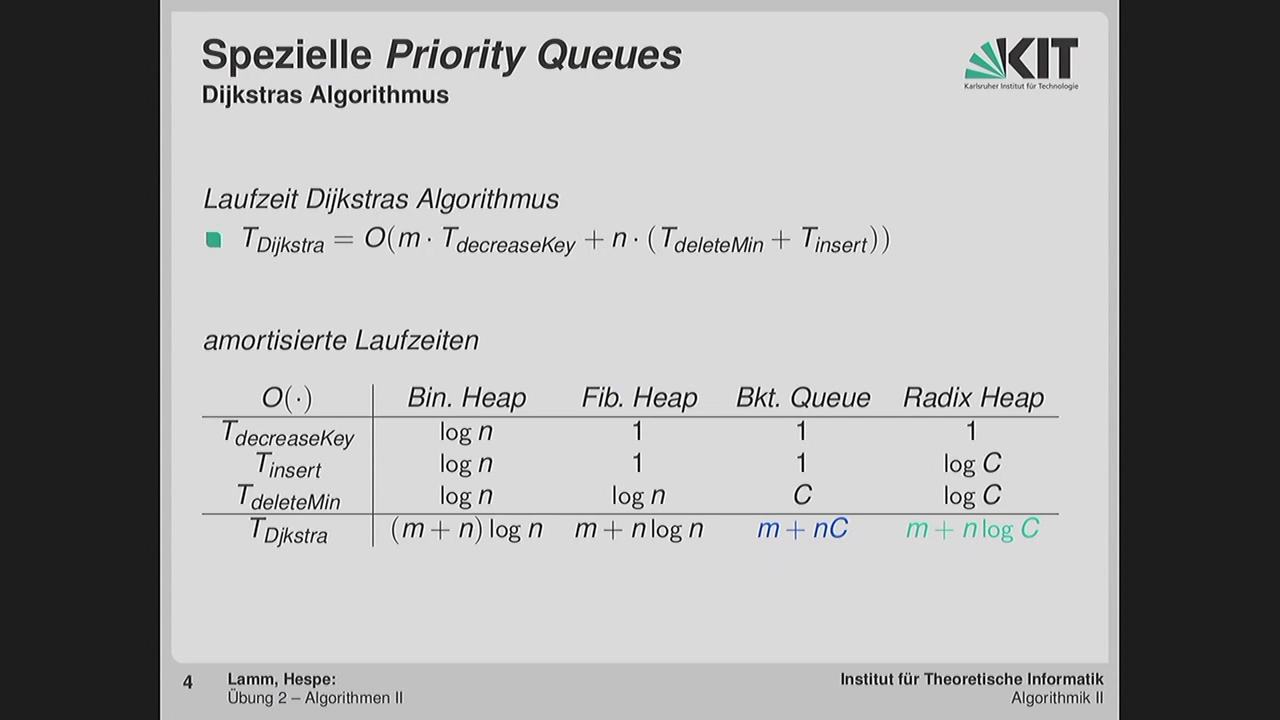 Spezielle Priority Queues
Dijkstras Algorithmus
KIT
Karlsruher Institut für Technologie
Laufzeit Dijkstras Algorithmus
T_Dijkstra = O(m · T_decreaseKey + n · (T_deleteMin + T_insert))
amortisierte Laufzeiten
O(·) Bin. Heap Fib. Heap Bkt. Queue Radix Heap
T_decreaseKey log n 1 1 1
T_insert log n 1 1 log C
T_deleteMin log n log n C log C
T_Djkstra (m + n) log n m + n log n m + nC m + n log C
4 Lamm, Hespe: Institut für Theoretische Informatik
Übung 2 – Algorithmen II Algorithmik II